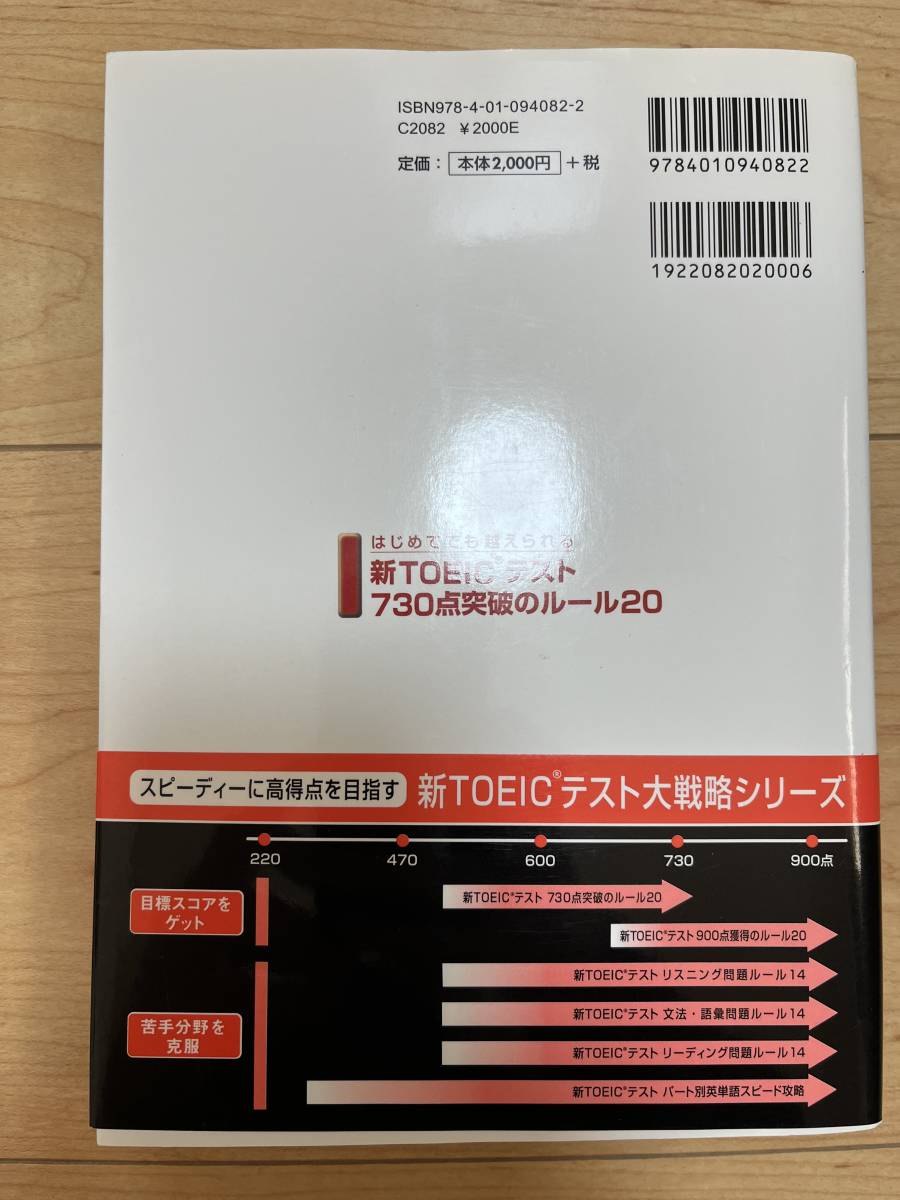 ISBN978-4-01-094082-2
C2082 ¥2000E
定価： 本体2,000円 +税
9784010940822
1922082020006
はじめてでも越えられる
新TOEIC®テスト
730点突破のルール20
スピーディーに高得点を目指す 新TOEIC®テスト大戦略シリーズ
220 470 600 730 900点
目標スコアを
ゲット
新TOEIC®テスト 730点突破のルール20
新TOEIC®テスト 900点獲得のルール20
苦手分野を
克服
新TOEIC®テスト リスニング問題ルール14
新TOEIC®テスト 文法・語彙問題ルール14
新TOEIC®テスト リーディング問題ルール14
新TOEIC®テスト パート別英単語スピード攻略